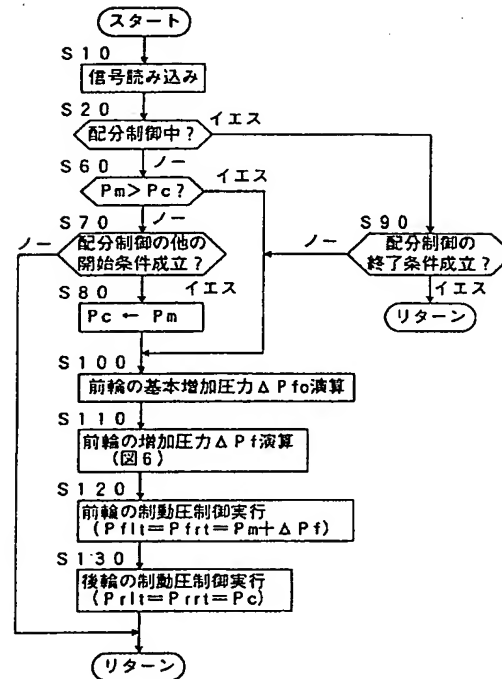 スタート
S10
信号読み込み
S20
配分制御中?
イエス
ノー
S60
Pm>Pc?
イエス
ノー
S70
配分制御の他の
開始条件成立?
ノー
イエス
S90
配分制御の
終了条件成立?
ノー
イエス
リターン
S80
Pc ← Pm
S100
前輪の基本増加圧力ΔPfo演算
S110
前輪の増加圧力ΔPf演算
(図6)
S120
前輪の制動圧制御実行
(Pflt=Pfrt=Pm+ΔPf)
S130
後輪の制動圧制御実行
(Prlt=Prrt=Pc)
リターン